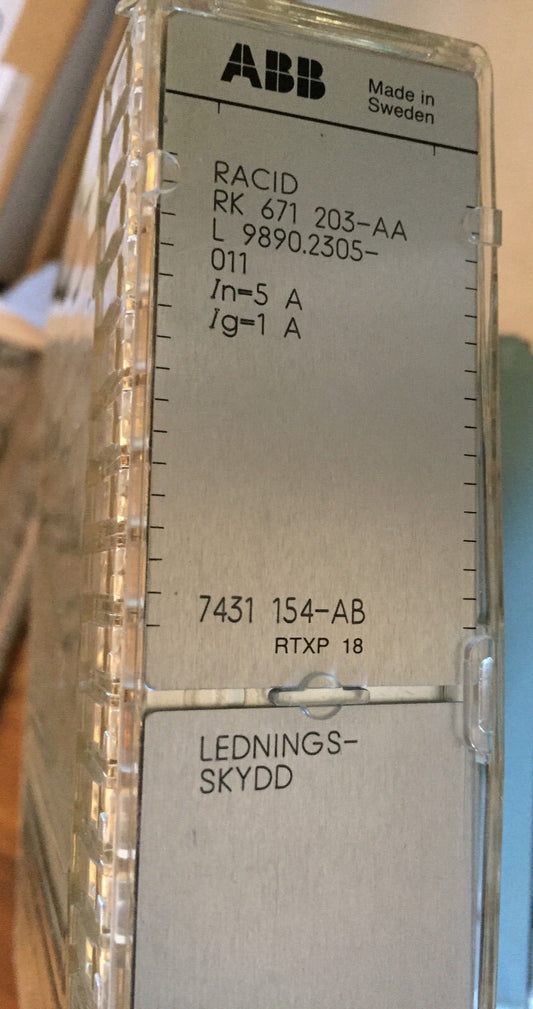 ABB
Made in
Sweden
RACID
RK 671 203-AA
L 9890.2305-
011
In=5 A
Ig=1 A
7431 154-AB
RTXP 18
LEDNINGS-
SKYDD